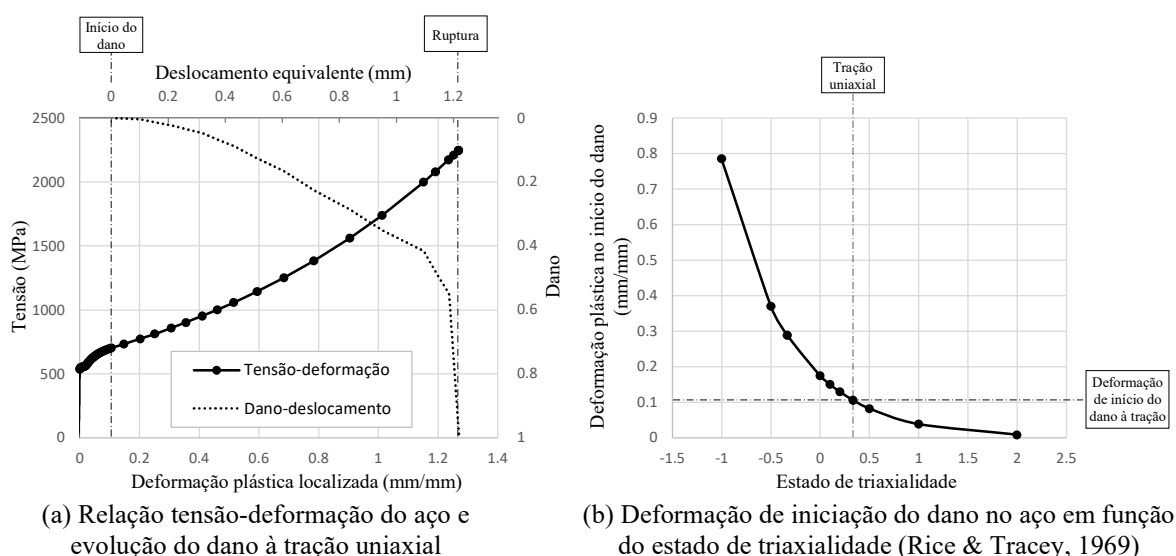 Início do
dano
Ruptura
Deslocamento equivalente (mm)
0 0.2 0.4 0.6 0.8 1 1.2
2500
2000
1500
1000
500
0
Tensão (MPa)
0
0.2
0.4
0.6
0.8
1
Dano
Tensão-deformação
Dano-deslocamento
0 0.2 0.4 0.6 0.8 1 1.2 1.4
Deformação plástica localizada (mm/mm)
(a) Relação tensão-deformação do aço e
evolução do dano à tração uniaxial
Tração
uniaxial
0.9
0.8
0.7
0.6
0.5
0.4
0.3
0.2
0.1
0
Deformação plástica no início do dano
(mm/mm)
Deformação
de início do
dano à tração
-1.5 -1 -0.5 0 0.5 1 1.5 2 2.5
Estado de triaxialidade
(b) Deformação de iniciação do dano no aço em função
do estado de triaxialidade (Rice & Tracey, 1969)